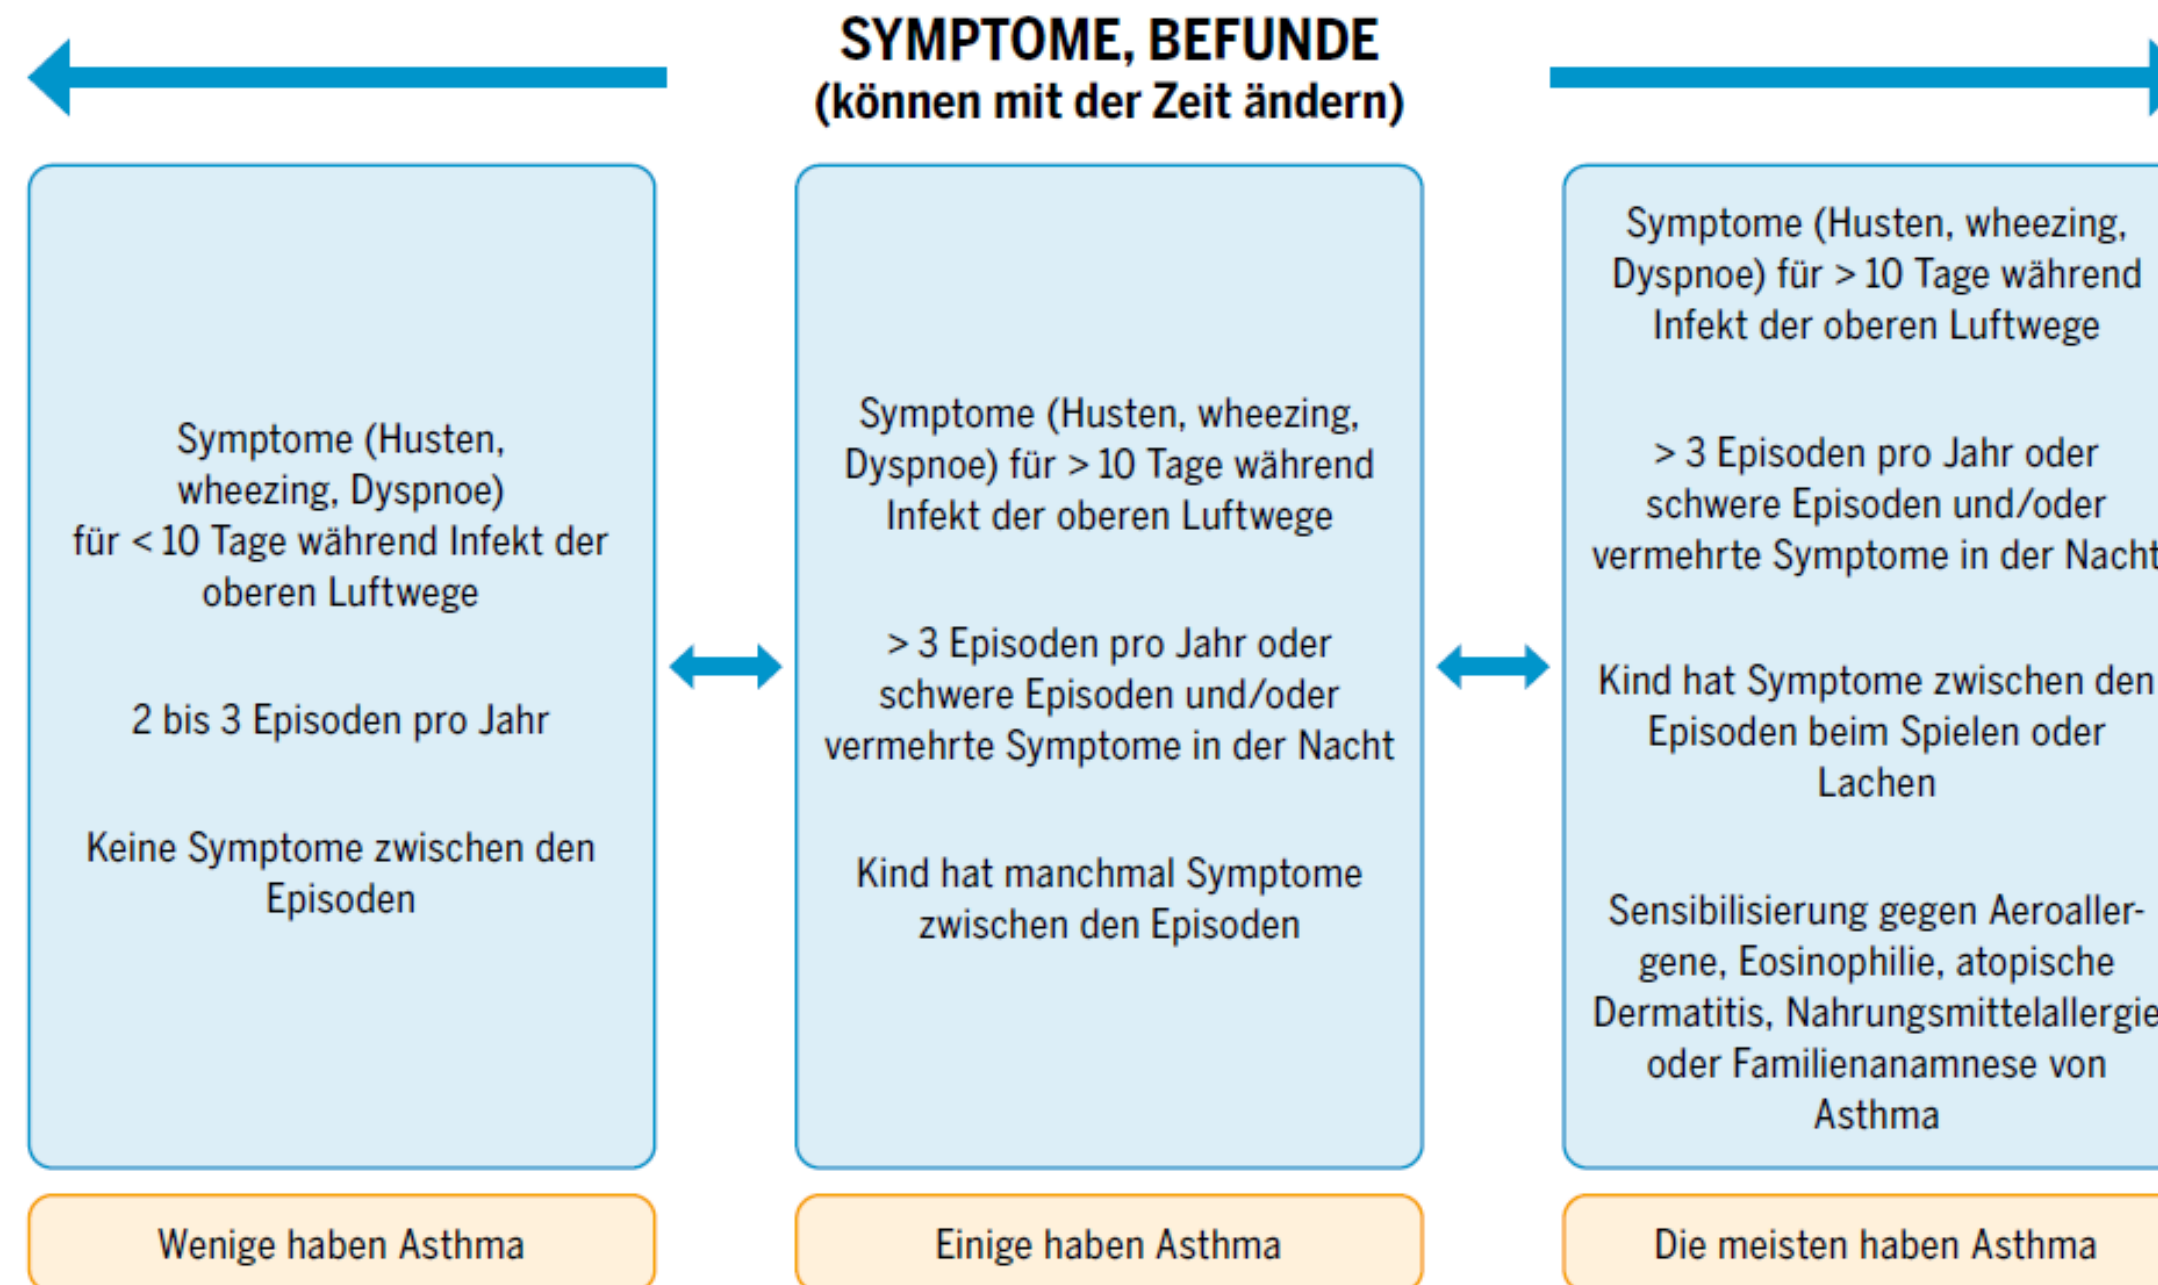 SYMPTOME, BEFUNDE
(können mit der Zeit ändern)
Symptome (Husten,
wheezing, Dyspnoe)
für < 10 Tage während Infekt der
oberen Luftwege
2 bis 3 Episoden pro Jahr
Keine Symptome zwischen den
Episoden
Wenige haben Asthma
Symptome (Husten, wheezing,
Dyspnoe) für > 10 Tage während
Infekt der oberen Luftwege
> 3 Episoden pro Jahr oder
schwere Episoden und/oder
vermehrte Symptome in der Nacht
Kind hat manchmal Symptome
zwischen den Episoden
Einige haben Asthma
Symptome (Husten, wheezing,
Dyspnoe) für > 10 Tage während
Infekt der oberen Luftwege
> 3 Episoden pro Jahr oder
schwere Episoden und/oder
vermehrte Symptome in der Nacht
Kind hat Symptome zwischen den
Episoden beim Spielen oder
Lachen
Sensibilisierung gegen Aeroaller-
gene, Eosinophilie, atopische
Dermatitis, Nahrungsmittelallergie
oder Familienanamnese von
Asthma
Die meisten haben Asthma